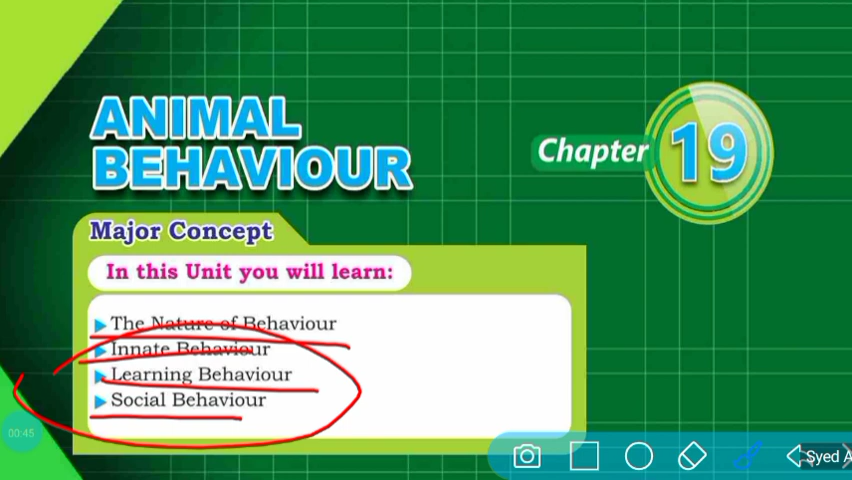 ANIMAL
BEHAVIOUR
Chapter 19
Major Concept
In this Unit you will learn:
The Nature of Behaviour
Innate Behaviour
Learning Behaviour
Social Behaviour
00:45
Syed A